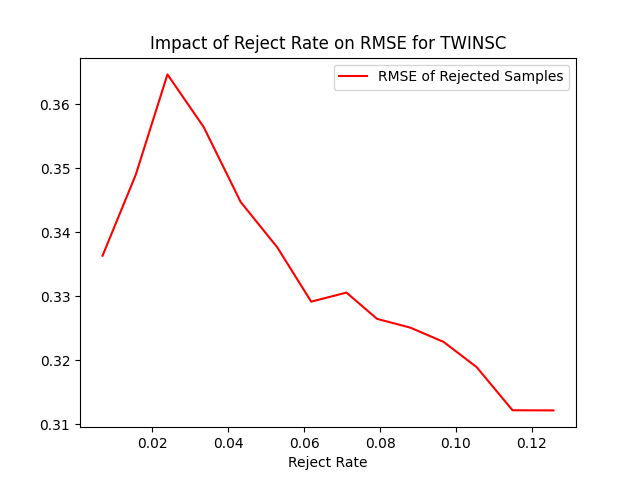 Impact of Reject Rate on RMSE for TWINSC
RMSE of Rejected Samples
0.36
0.35
0.34
0.33
0.32
0.31
0.02 0.04 0.06 0.08 0.10 0.12
Reject Rate